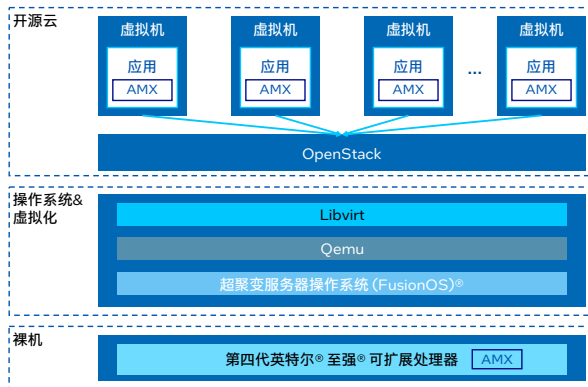 开源云
虚拟机 虚拟机 虚拟机 虚拟机
应用 应用 应用 … 应用
AMX AMX AMX AMX
OpenStack
操作系统&
虚拟化
Libvirt
Qemu
超聚变服务器操作系统（FusionOS）®
裸机
第四代英特尔® 至强® 可扩展处理器 AMX